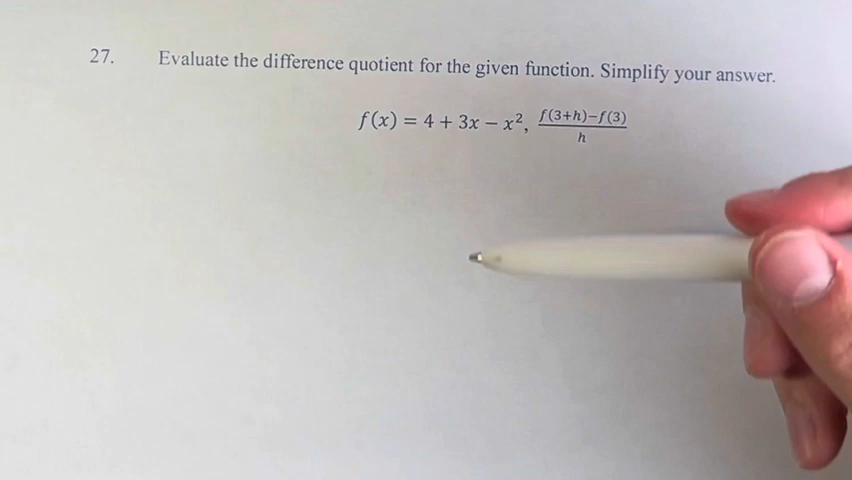 27. Evaluate the difference quotient for the given function. Simplify your answer.
f(x) = 4 + 3x − x², f(3+h)−f(3)
h